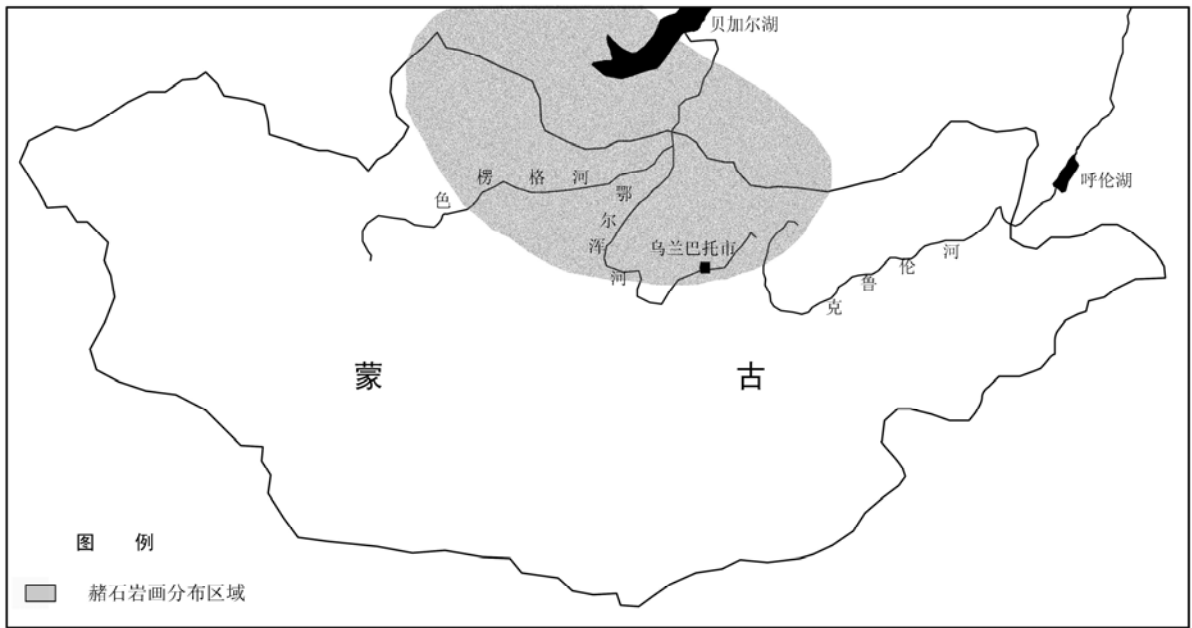 贝加尔湖
呼伦湖
色楞格河
鄂尔浑河
乌兰巴托市
克鲁伦河
蒙古
图例
赭石岩画分布区域